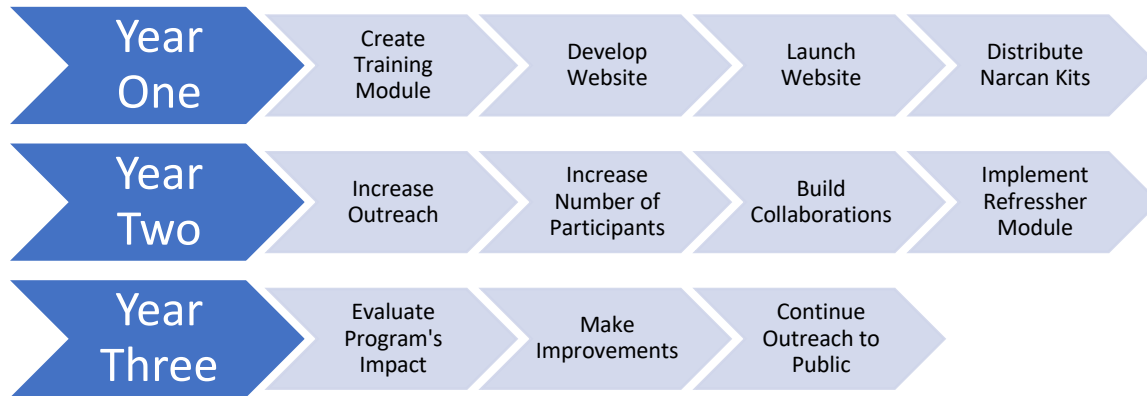 Year
One
Create
Training
Module
Develop
Website
Launch
Website
Distribute
Narcan Kits
Year
Two
Increase
Outreach
Increase
Number of
Participants
Build
Collaborations
Implement
Refressher
Module
Year
Three
Evaluate
Program's
Impact
Make
Improvements
Continue
Outreach to
Public